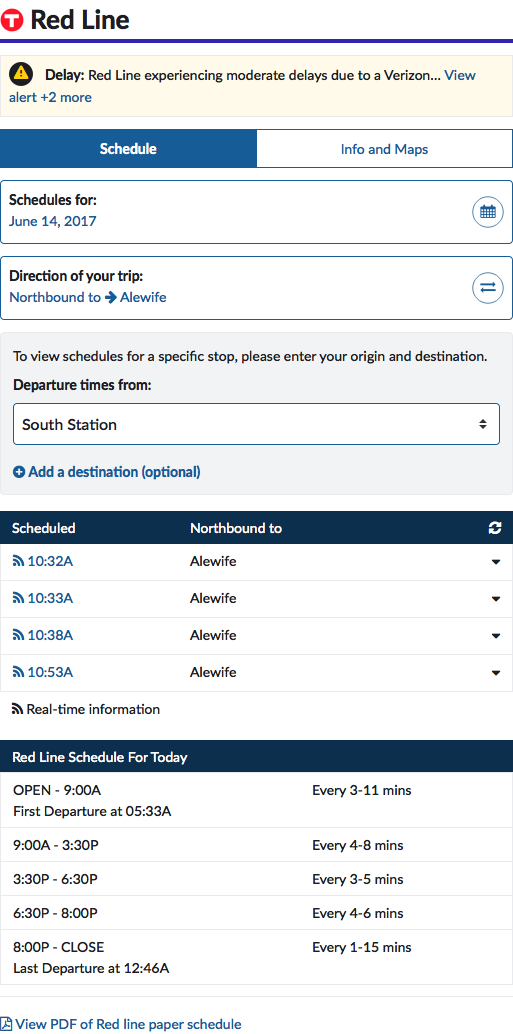 T Red Line
Delay: Red Line experiencing moderate delays due to a Verizon... View
alert +2 more
Schedule Info and Maps
Schedules for:
June 14, 2017
Direction of your trip:
Northbound to → Alewife
To view schedules for a specific stop, please enter your origin and destination.
Departure times from:
South Station
Add a destination (optional)
Scheduled Northbound to
10:32A Alewife
10:33A Alewife
10:38A Alewife
10:53A Alewife
Real-time information
Red Line Schedule For Today
OPEN - 9:00A Every 3-11 mins
First Departure at 05:33A
9:00A - 3:30P Every 4-8 mins
3:30P - 6:30P Every 3-5 mins
6:30P - 8:00P Every 4-6 mins
8:00P - CLOSE Every 1-15 mins
Last Departure at 12:46A
View PDF of Red line paper schedule